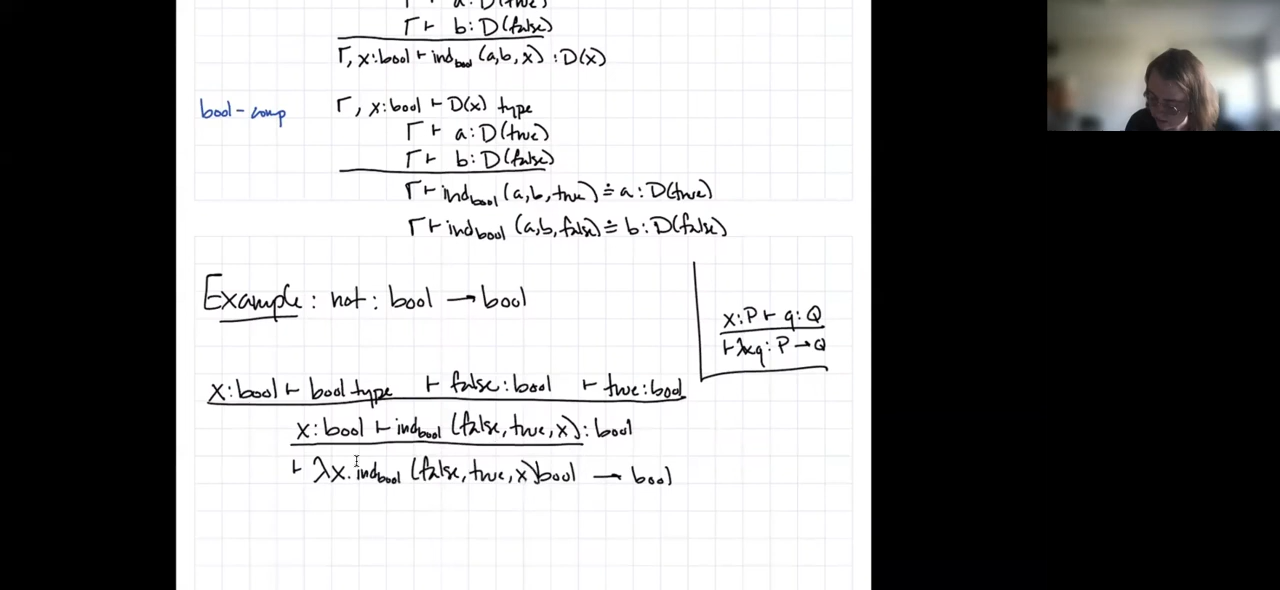 Γ ⊢ a : D(true)
Γ ⊢ b : D(false)
Γ, x : bool ⊢ ind_bool (a, b, x) : D(x)
bool-comp Γ, x : bool ⊢ D(x) type
Γ ⊢ a : D(true)
Γ ⊢ b : D(false)
Γ ⊢ ind_bool (a, b, true) ≐ a : D(true)
Γ ⊢ ind_bool (a, b, false) ≐ b : D(false)
Example : not : bool → bool
x : P ⊢ q : Q
⊢ λx.q : P → Q
x : bool ⊢ bool type ⊢ false : bool ⊢ true : bool
x : bool ⊢ ind_bool (false, true, x) : bool
⊢ λx. ind_bool (false, true, x) bool → bool